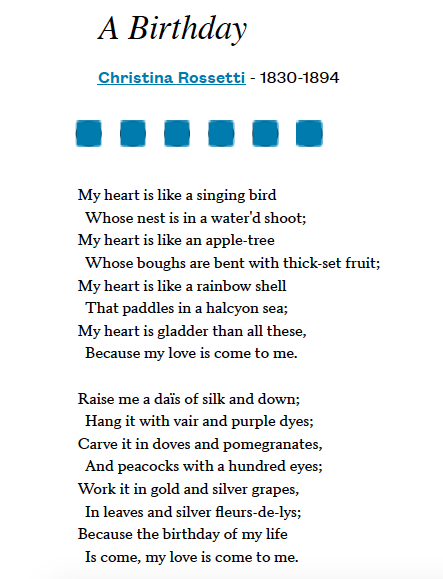 A Birthday
Christina Rossetti - 1830-1894
My heart is like a singing bird
Whose nest is in a water'd shoot;
My heart is like an apple-tree
Whose boughs are bent with thick-set fruit;
My heart is like a rainbow shell
That paddles in a halcyon sea;
My heart is gladder than all these,
Because my love is come to me.
Raise me a daïs of silk and down;
Hang it with vair and purple dyes;
Carve it in doves and pomegranates,
And peacocks with a hundred eyes;
Work it in gold and silver grapes,
In leaves and silver fleurs-de-lys;
Because the birthday of my life
Is come, my love is come to me.